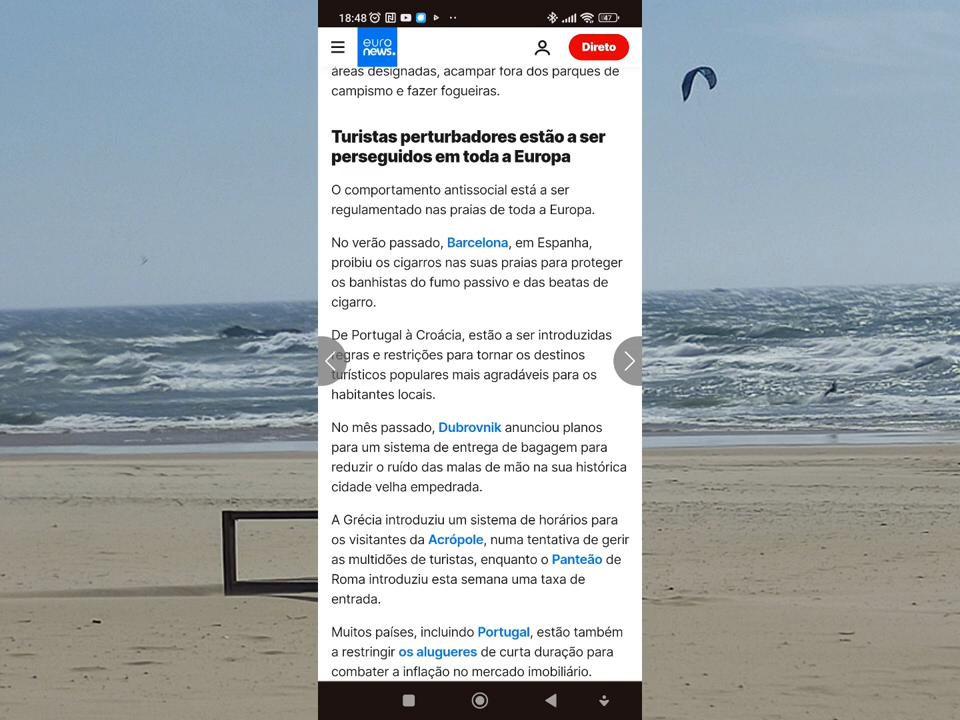 18:48
47
euro
news.
Direto
áreas designadas, acampar fora dos parques de
campismo e fazer fogueiras.
Turistas perturbadores estão a ser
perseguidos em toda a Europa
O comportamento antissocial está a ser
regulamentado nas praias de toda a Europa.
No verão passado, Barcelona, em Espanha,
proibiu os cigarros nas suas praias para proteger
os banhistas do fumo passivo e das beatas de
cigarro.
De Portugal à Croácia, estão a ser introduzidas
regras e restrições para tornar os destinos
turísticos populares mais agradáveis para os
habitantes locais.
No mês passado, Dubrovnik anunciou planos
para um sistema de entrega de bagagem para
reduzir o ruído das malas de mão na sua histórica
cidade velha empedrada.
A Grécia introduziu um sistema de horários para
os visitantes da Acrópole, numa tentativa de gerir
as multidões de turistas, enquanto o Panteão de
Roma introduziu esta semana uma taxa de
entrada.
Muitos países, incluindo Portugal, estão também
a restringir os alugueres de curta duração para
combater a inflação no mercado imobiliário.